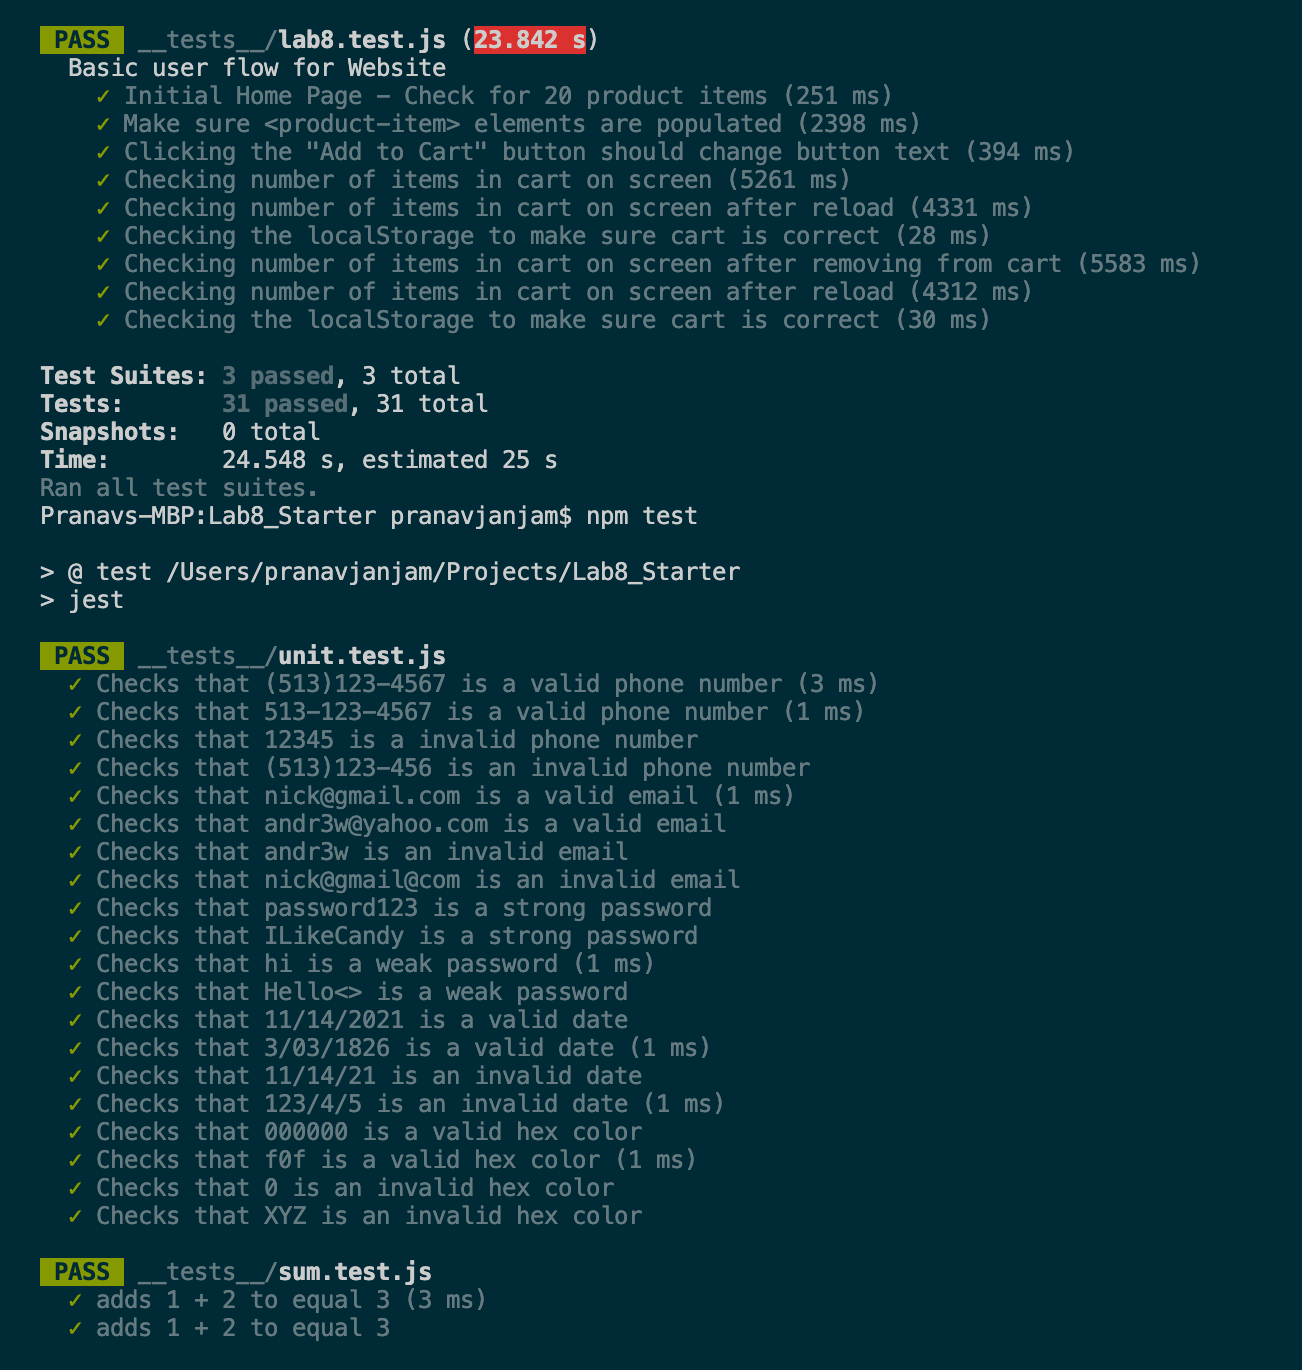 PASS __tests__/lab8.test.js (23.842 s)
Basic user flow for Website
✓ Initial Home Page – Check for 20 product items (251 ms)
✓ Make sure <product-item> elements are populated (2398 ms)
✓ Clicking the "Add to Cart" button should change button text (394 ms)
✓ Checking number of items in cart on screen (5261 ms)
✓ Checking number of items in cart on screen after reload (4331 ms)
✓ Checking the localStorage to make sure cart is correct (28 ms)
✓ Checking number of items in cart on screen after removing from cart (5583 ms)
✓ Checking number of items in cart on screen after reload (4312 ms)
✓ Checking the localStorage to make sure cart is correct (30 ms)
Test Suites: 3 passed, 3 total
Tests: 31 passed, 31 total
Snapshots: 0 total
Time: 24.548 s, estimated 25 s
Ran all test suites.
Pranavs-MBP:Lab8_Starter pranavjanjam$ npm test
> @ test /Users/pranavjanjam/Projects/Lab8_Starter
> jest
PASS __tests__/unit.test.js
✓ Checks that (513)123-4567 is a valid phone number (3 ms)
✓ Checks that 513-123-4567 is a valid phone number (1 ms)
✓ Checks that 12345 is a invalid phone number
✓ Checks that (513)123-456 is an invalid phone number
✓ Checks that nick@gmail.com is a valid email (1 ms)
✓ Checks that andr3w@yahoo.com is a valid email
✓ Checks that andr3w is an invalid email
✓ Checks that nick@gmail@com is an invalid email
✓ Checks that password123 is a strong password
✓ Checks that ILikeCandy is a strong password
✓ Checks that hi is a weak password (1 ms)
✓ Checks that Hello<> is a weak password
✓ Checks that 11/14/2021 is a valid date
✓ Checks that 3/03/1826 is a valid date (1 ms)
✓ Checks that 11/14/21 is an invalid date
✓ Checks that 123/4/5 is an invalid date (1 ms)
✓ Checks that 000000 is a valid hex color
✓ Checks that f0f is a valid hex color (1 ms)
✓ Checks that 0 is an invalid hex color
✓ Checks that XYZ is an invalid hex color
PASS __tests__/sum.test.js
✓ adds 1 + 2 to equal 3 (3 ms)
✓ adds 1 + 2 to equal 3